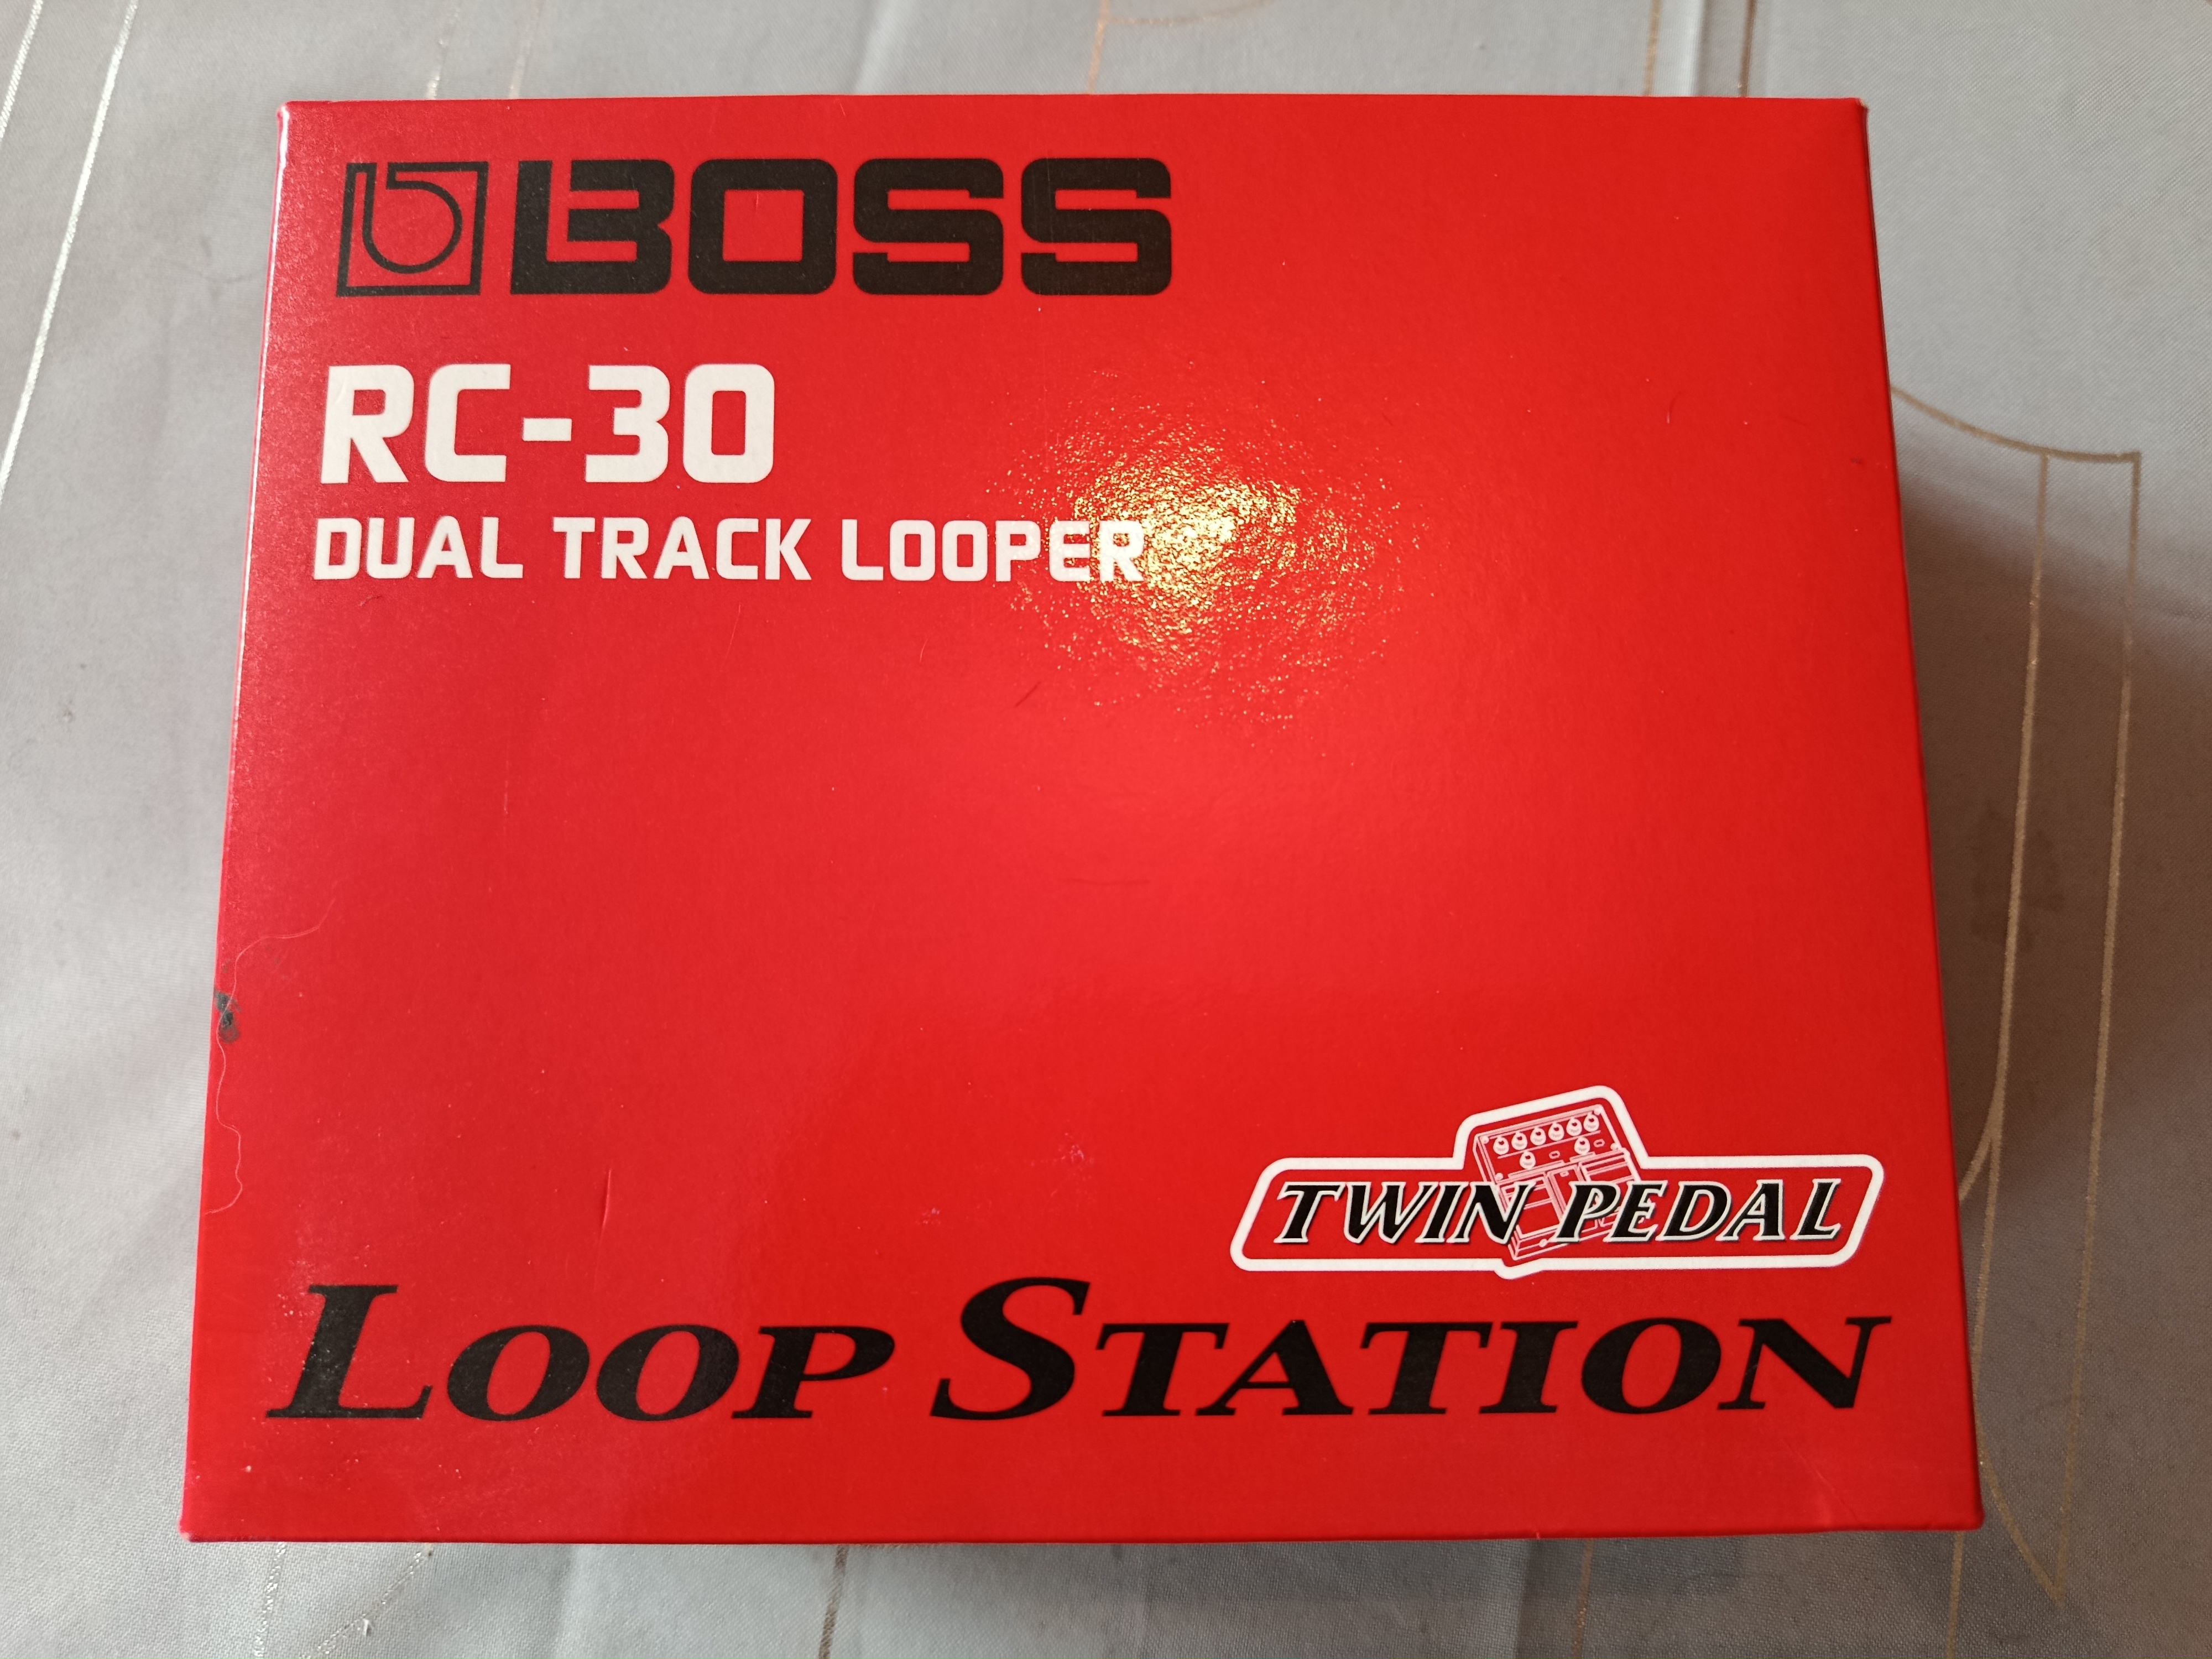 BOSS
RC-30
DUAL TRACK LOOPER
TWIN PEDAL
LOOP STATION